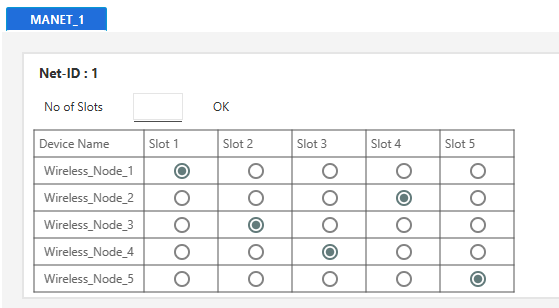 MANET_1
Net-ID : 1
No of Slots OK
Device Name Slot 1 Slot 2 Slot 3 Slot 4 Slot 5
Wireless_Node_1
Wireless_Node_2
Wireless_Node_3
Wireless_Node_4
Wireless_Node_5